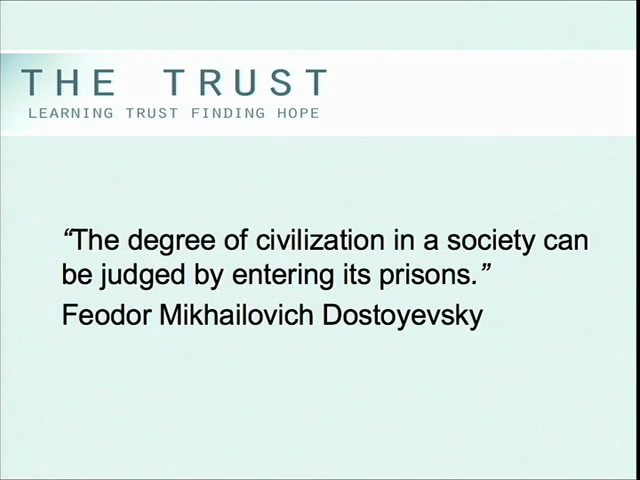 THE TRUST
LEARNING TRUST FINDING HOPE
“The degree of civilization in a society can
be judged by entering its prisons.”
Feodor Mikhailovich Dostoyevsky